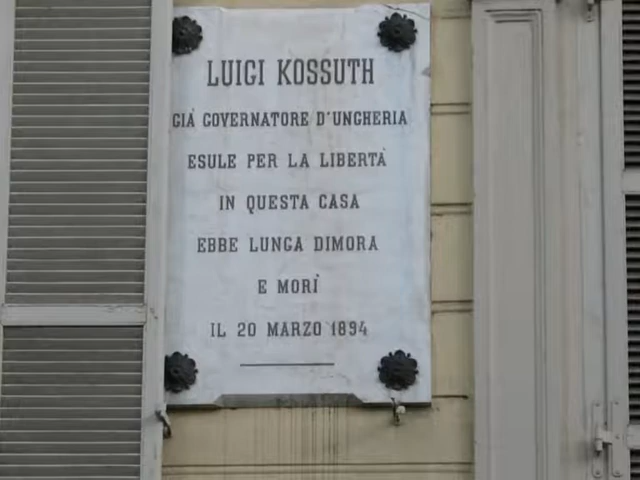 LUIGI KOSSUTH
GIÀ GOVERNATORE D'UNGHERIA
ESULE PER LA LIBERTÀ
IN QUESTA CASA
EBBE LUNGA DIMORA
E MORÌ
IL 20 MARZO 1894